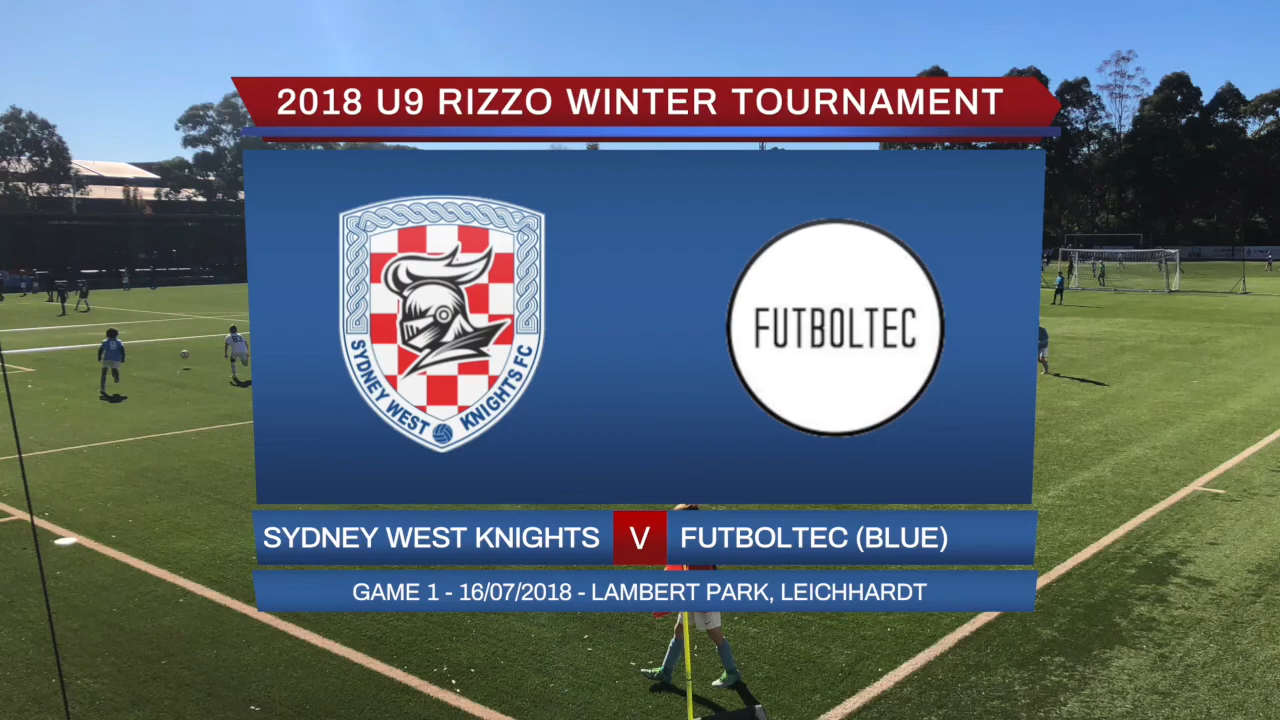 2018 U9 RIZZO WINTER TOURNAMENT
SYDNEY WEST KNIGHTS FC
FUTBOLTEC
SYDNEY WEST KNIGHTS V FUTBOLTEC (BLUE)
GAME 1 - 16/07/2018 - LAMBERT PARK, LEICHHARDT